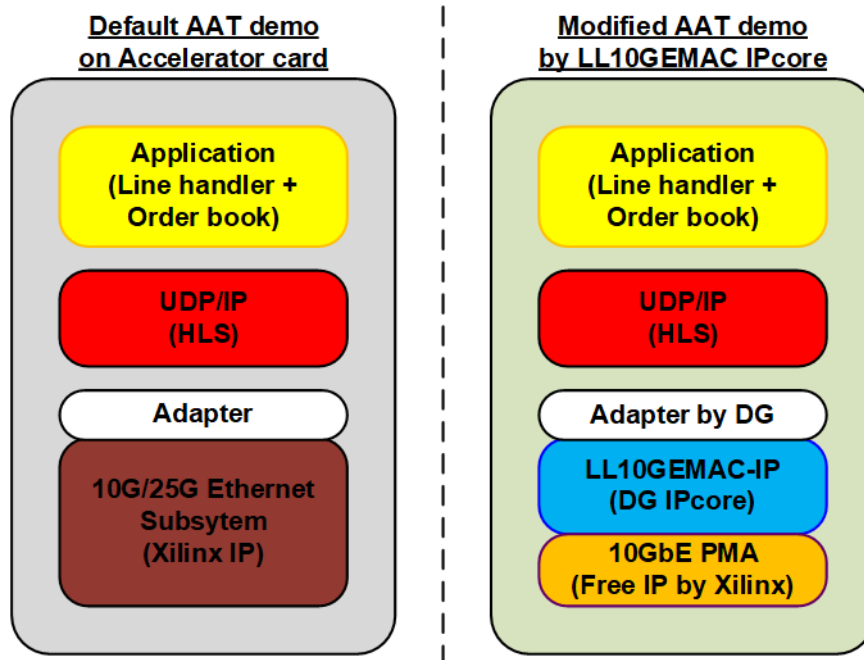 Default AAT demo
on Accelerator card
Application
(Line handler +
Order book)
UDP/IP
(HLS)
Adapter
10G/25G Ethernet
Subsytem
(Xilinx IP)
Modified AAT demo
by LL10GEMAC IPcore
Application
(Line handler +
Order book)
UDP/IP
(HLS)
Adapter by DG
LL10GEMAC-IP
(DG IPcore)
10GbE PMA
(Free IP by Xilinx)